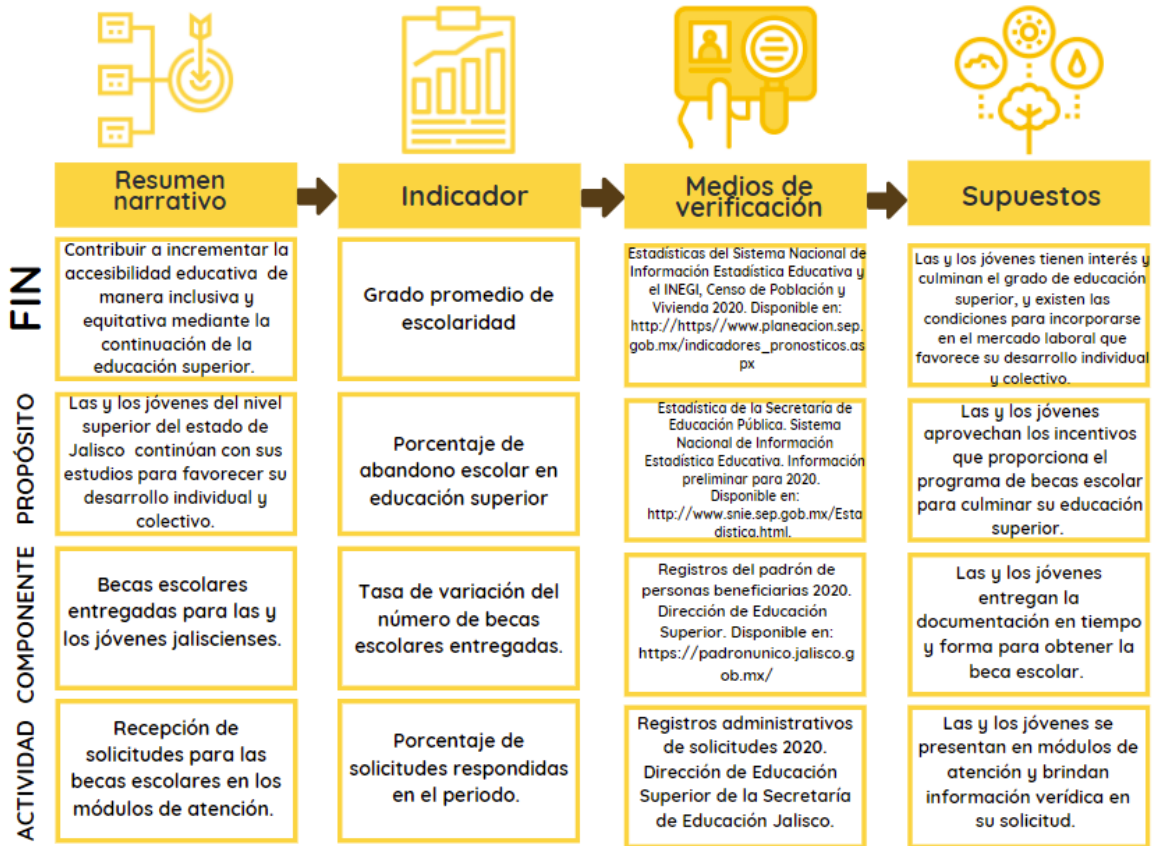 Resumen
narrativo
Indicador
Medios de
verificación
Supuestos
FIN
Contribuir a incrementar la
accesibilidad educativa de
manera inclusiva y
equitativa mediante la
continuación de la
educación superior.
Grado promedio de
escolaridad
Estadísticas del Sistema Nacional de
Información Estadística Educativa y
el INEGI, Censo de Población y
Vivienda 2020. Disponible en:
http://https//www.planeacion.sep.
gob.mx/indicadores_pronosticos.as
px
Las y los jóvenes tienen interés y
culminan el grado de educación
superior, y existen las
condiciones para incorporarse
en el mercado laboral que
favorece su desarrollo individual
y colectivo.
PROPÓSITO
Las y los jóvenes del nivel
superior del estado de
Jalisco continúan con sus
estudios para favorecer su
desarrollo individual y
colectivo.
Porcentaje de
abandono escolar en
educación superior
Estadística de la Secretaría de
Educación Pública. Sistema
Nacional de Información
Estadística Educativa. Información
preliminar para 2020.
Disponible en:
http://www.snie.sep.gob.mx/Esta
distica.html.
Las y los jóvenes
aprovechan los incentivos
que proporciona el
programa de becas escolar
para culminar su educación
superior.
COMPONENTE
Becas escolares
entregadas para las y
los jóvenes jaliscienses.
Tasa de variación del
número de becas
escolares entregadas.
Registros del padrón de
personas beneficiarias 2020.
Dirección de Educación
Superior. Disponible en:
https://padronunico.jalisco.g
ob.mx/
Las y los jóvenes
entregan la
documentación en tiempo
y forma para obtener la
beca escolar.
ACTIVIDAD
Recepción de
solicitudes para las
becas escolares en los
módulos de atención.
Porcentaje de
solicitudes respondidas
en el periodo.
Registros administrativos
de solicitudes 2020.
Dirección de Educación
Superior de la Secretaría
de Educación Jalisco.
Las y los jóvenes se
presentan en módulos de
atención y brindan
información verídica en
su solicitud.